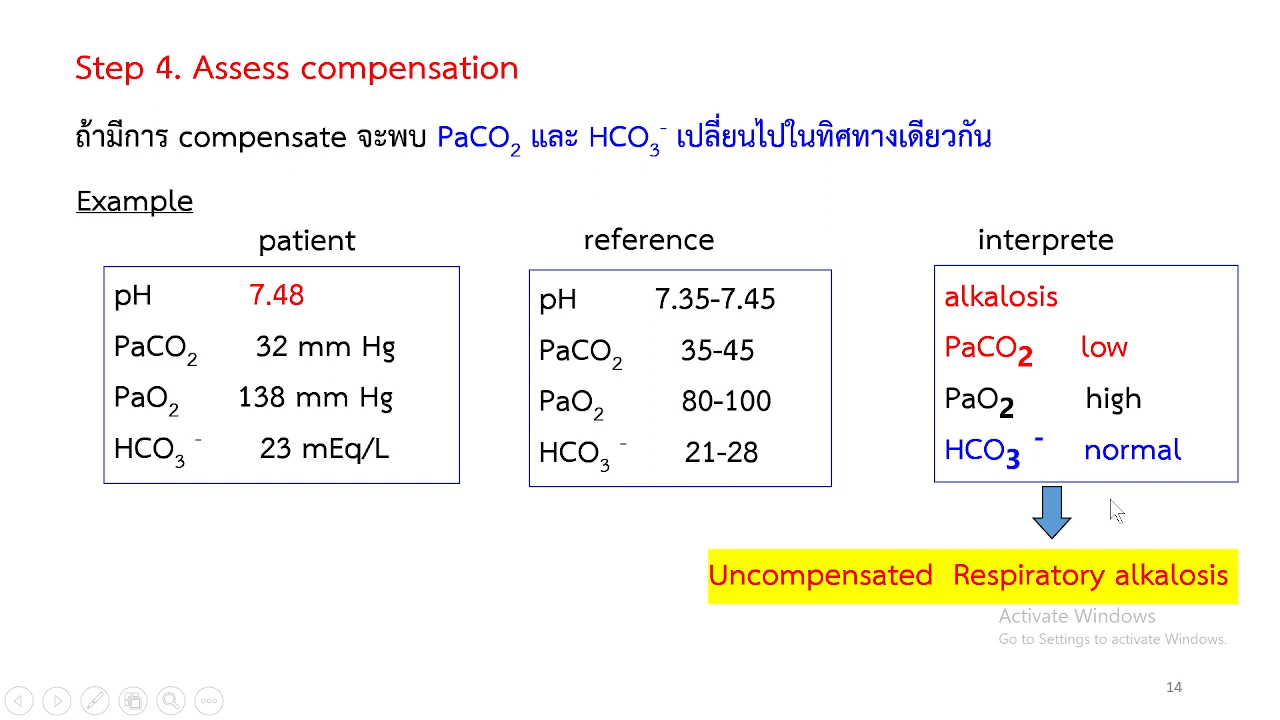 Step 4. Assess compensation
ถ้ามีการ compensate จะพบ PaCO2 และ HCO3- เปลี่ยนไปในทิศทางเดียวกัน
Example
patient
pH 7.48
PaCO2 32 mm Hg
PaO2 138 mm Hg
HCO3- 23 mEq/L
reference
pH 7.35-7.45
PaCO2 35-45
PaO2 80-100
HCO3- 21-28
interprete
alkalosis
PaCO2 low
PaO2 high
HCO3- normal
Uncompensated Respiratory alkalosis
Activate Windows
Go to Settings to activate Windows.
14